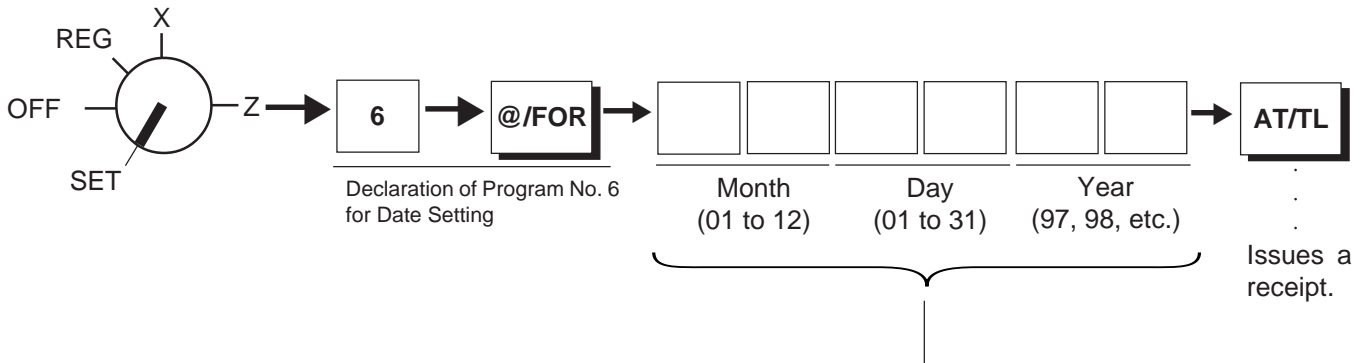 X
REG
OFF
Z
SET
6
@/FOR
AT/TL
Declaration of Program No. 6
for Date Setting
Month
(01 to 12)
Day
(01 to 31)
Year
(97, 98, etc.)
.
.
.
Issues a
receipt.